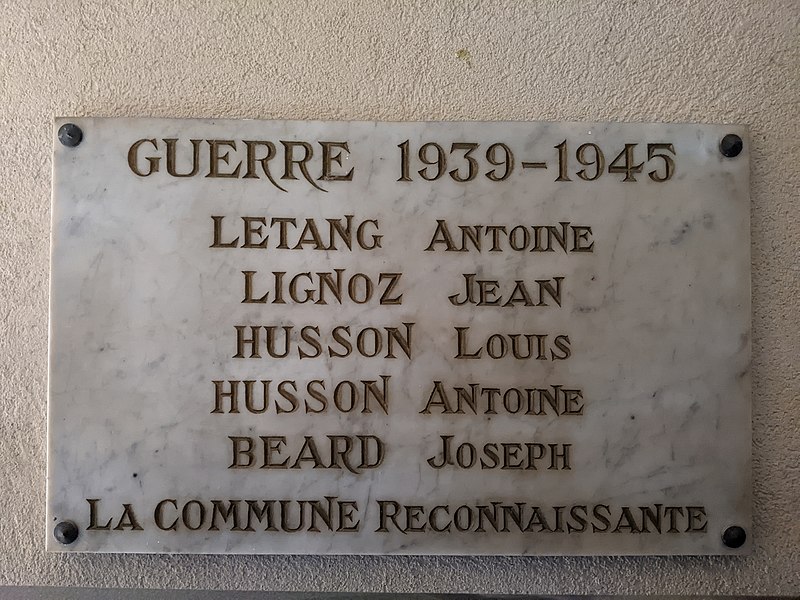 GUERRE 1939-1945
LETANG ANTOINE
LIGNOZ JEAN
HUSSON LOUIS
HUSSON ANTOINE
BEARD JOSEPH
LA COMMUNE RECONNAISSANTE